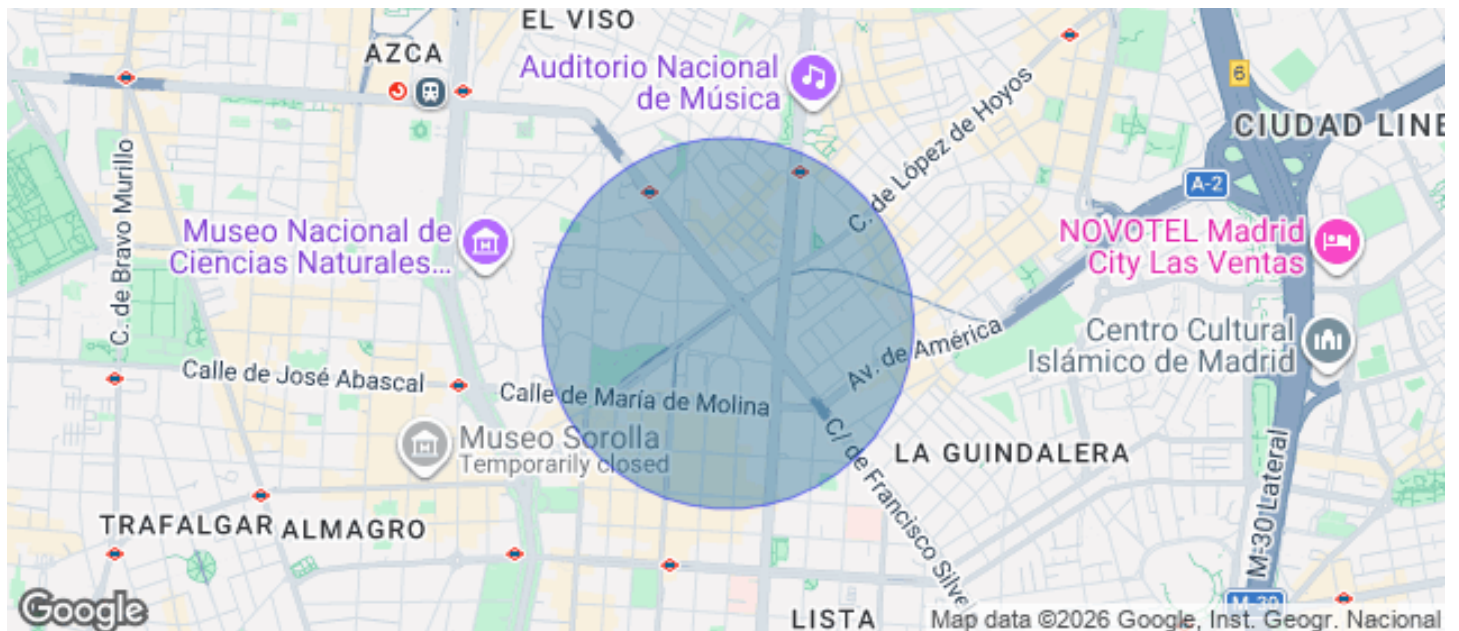 EL VISO
AZCA
Auditorio Nacional
de Música
6
CIUDAD LINE
C. de López de Hoyos
A-2
C. de Bravo Murillo
Museo Nacional de
Ciencias Naturales...
NOVOTEL Madrid
City Las Ventas
Centro Cultural
Islámico de Madrid
Av. de América
Calle de José Abascal
Calle de María de Molina
Museo Sorolla
Temporarily closed
C/ de Francisco Silve
LA GUINDALERA
M-30 Lateral
TRAFALGAR
ALMAGRO
M-30
LISTA
Google
Map data ©2026 Google, Inst. Geogr. Nacional